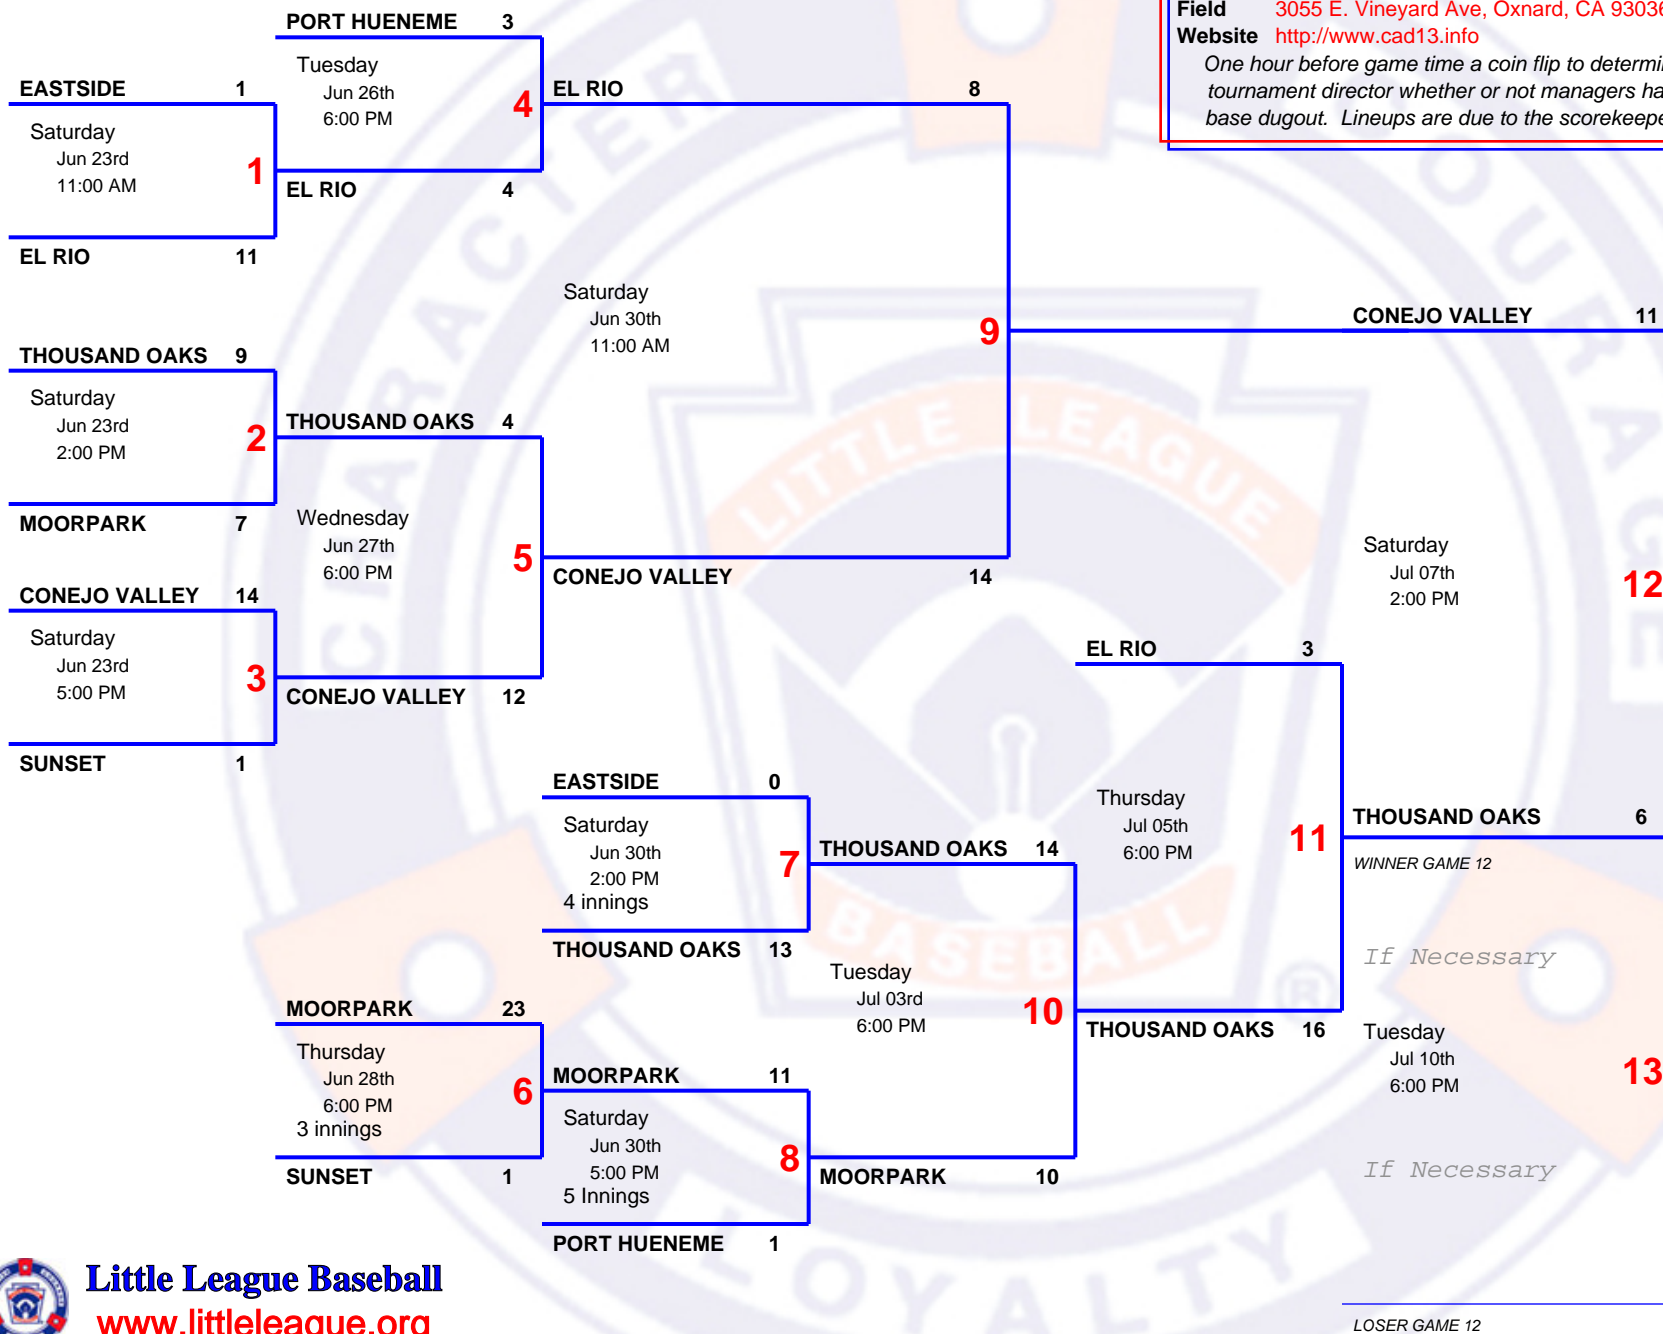 PORT HUENEME 3
Field 3055 E. Vineyard Ave, Oxnard, CA 93036
Website http://www.cad13.info
One hour before game time a coin flip to determi
tournament director whether or not managers ha
base dugout. Lineups are due to the scorekeepe
Tuesday
Jun 26th
6:00 PM
4
EASTSIDE 1
EL RIO 8
Saturday
Jun 23rd
11:00 AM
1
EL RIO 4
EL RIO 11
Saturday
Jun 30th
11:00 AM
9
CONEJO VALLEY 11
THOUSAND OAKS 9
Saturday
Jun 23rd
2:00 PM
2
THOUSAND OAKS 4
MOORPARK 7
Wednesday
Jun 27th
6:00 PM
5
CONEJO VALLEY 14
CONEJO VALLEY 14
Saturday
Jun 23rd
5:00 PM
3
CONEJO VALLEY 12
SUNSET 1
Saturday
Jul 07th
2:00 PM
12
EL RIO 3
EASTSIDE 0
Saturday
Jun 30th
2:00 PM
4 innings
7
THOUSAND OAKS 14
THOUSAND OAKS 13
Thursday
Jul 05th
6:00 PM
11
THOUSAND OAKS 6
WINNER GAME 12
If Necessary
Tuesday
Jul 03rd
6:00 PM
10
THOUSAND OAKS 16
MOORPARK 23
Thursday
Jun 28th
6:00 PM
3 innings
6
SUNSET 1
MOORPARK 11
Saturday
Jun 30th
5:00 PM
5 Innings
8
MOORPARK 10
PORT HUENEME 1
Tuesday
Jul 10th
6:00 PM
13
If Necessary
LOSER GAME 12
Little League Baseball
www.littleleague.org
CHARACTER
COURAGE
LOYALTY
LITTLE LEAGUE
BASEBALL
®